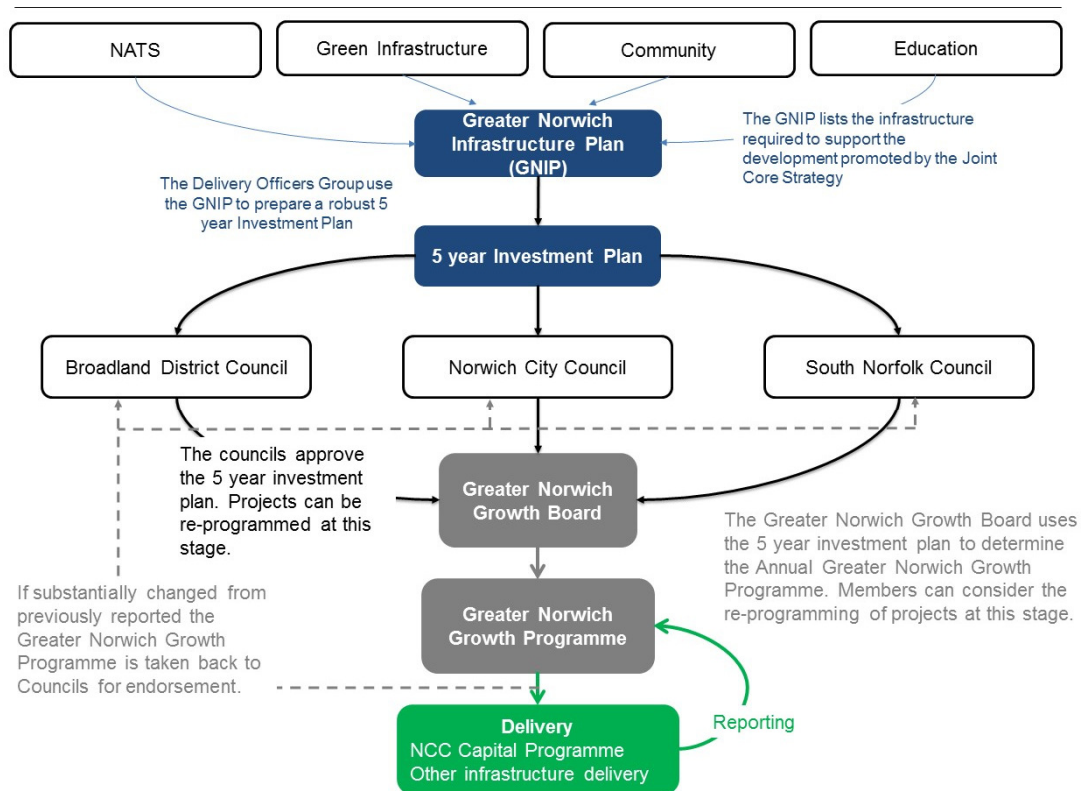 NATS
Green Infrastructure
Community
Education
Greater Norwich
Infrastructure Plan
(GNIP)
The GNIP lists the infrastructure
required to support the
development promoted by the Joint
Core Strategy
The Delivery Officers Group use
the GNIP to prepare a robust 5
year Investment Plan
5 year Investment Plan
Broadland District Council
Norwich City Council
South Norfolk Council
The councils approve
the 5 year investment
plan. Projects can be
re-programmed at this
stage.
Greater Norwich
Growth Board
The Greater Norwich Growth Board uses
the 5 year investment plan to determine
the Annual Greater Norwich Growth
Programme. Members can consider the
re-programming of projects at this stage.
If substantially changed from
previously reported the
Greater Norwich Growth
Programme is taken back to
Councils for endorsement.
Greater Norwich
Growth Programme
Reporting
Delivery
NCC Capital Programme
Other infrastructure delivery